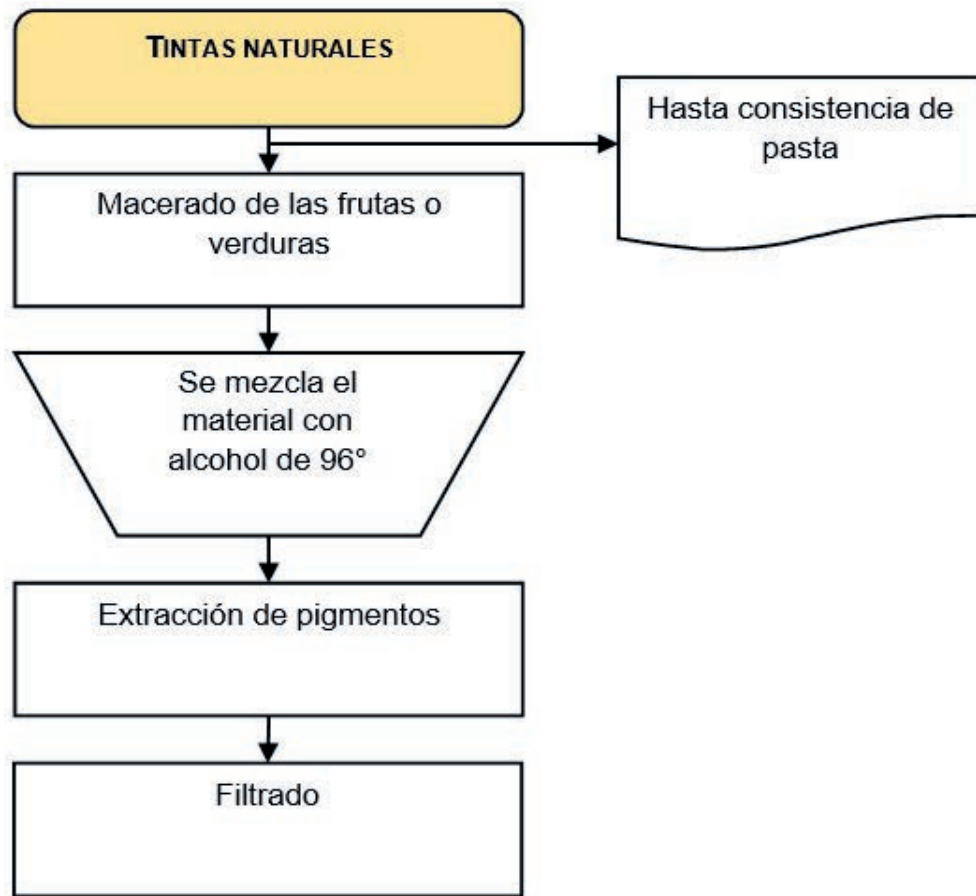 TINTAS NATURALES
Hasta consistencia de
pasta
Macerado de las frutas o
verduras
Se mezcla el
material con
alcohol de 96°
Extracción de pigmentos
Filtrado